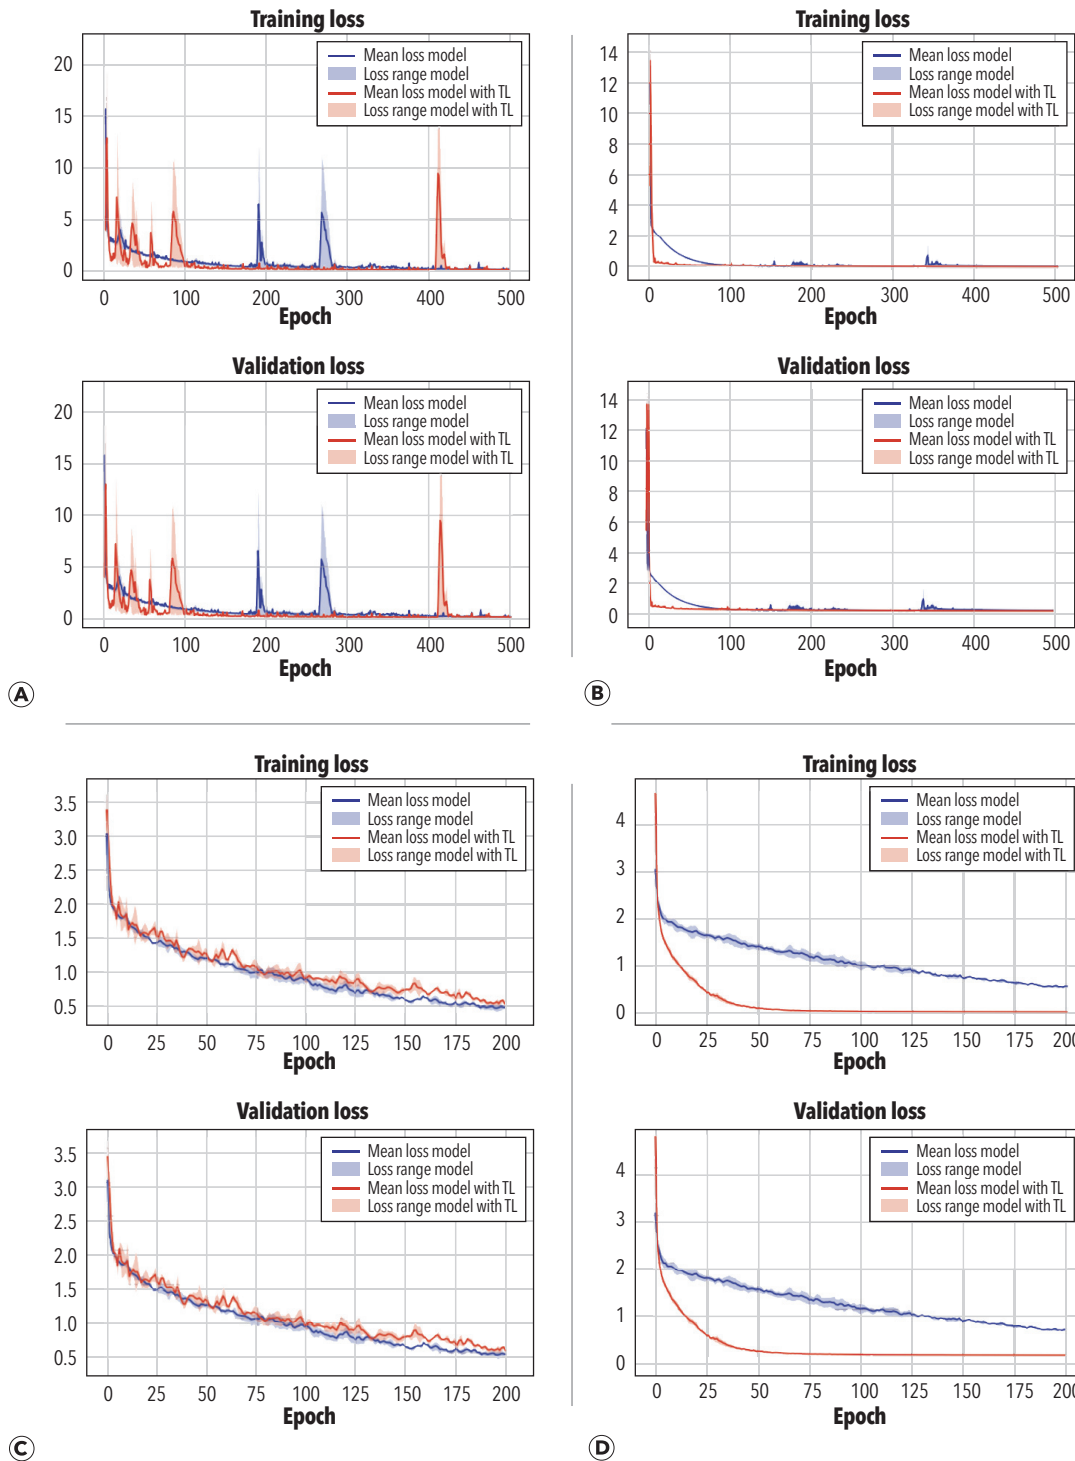 Training loss
20
15
10
5
0
Mean loss model
Loss range model
Mean loss model with TL
Loss range model with TL
0 100 200 300 400 500
Epoch
Validation loss
20
15
10
5
0
Mean loss model
Loss range model
Mean loss model with TL
Loss range model with TL
0 100 200 300 400 500
Epoch
A
Training loss
14
12
10
8
6
4
2
0
Mean loss model
Loss range model
Mean loss model with TL
Loss range model with TL
0 100 200 300 400 500
Epoch
Validation loss
14
12
10
8
6
4
2
0
Mean loss model
Loss range model
Mean loss model with TL
Loss range model with TL
0 100 200 300 400 500
Epoch
B
Training loss
3.5
3.0
2.5
2.0
1.5
1.0
0.5
Mean loss model
Loss range model
Mean loss model with TL
Loss range model with TL
0 25 50 75 100 125 150 175 200
Epoch
Validation loss
3.5
3.0
2.5
2.0
1.5
1.0
0.5
Mean loss model
Loss range model
Mean loss model with TL
Loss range model with TL
0 25 50 75 100 125 150 175 200
Epoch
C
Training loss
4
3
2
1
0
Mean loss model
Loss range model
Mean loss model with TL
Loss range model with TL
0 25 50 75 100 125 150 175 200
Epoch
Validation loss
4
3
2
1
0
Mean loss model
Loss range model
Mean loss model with TL
Loss range model with TL
0 25 50 75 100 125 150 175 200
Epoch
D